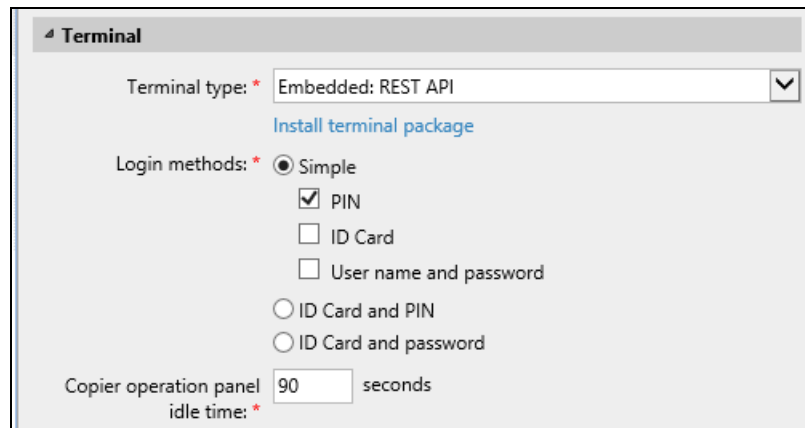 Terminal
Terminal type: * Embedded: REST API
Install terminal package
Login methods: * Simple
PIN
ID Card
User name and password
ID Card and PIN
ID Card and password
Copier operation panel 90 seconds
idle time: *